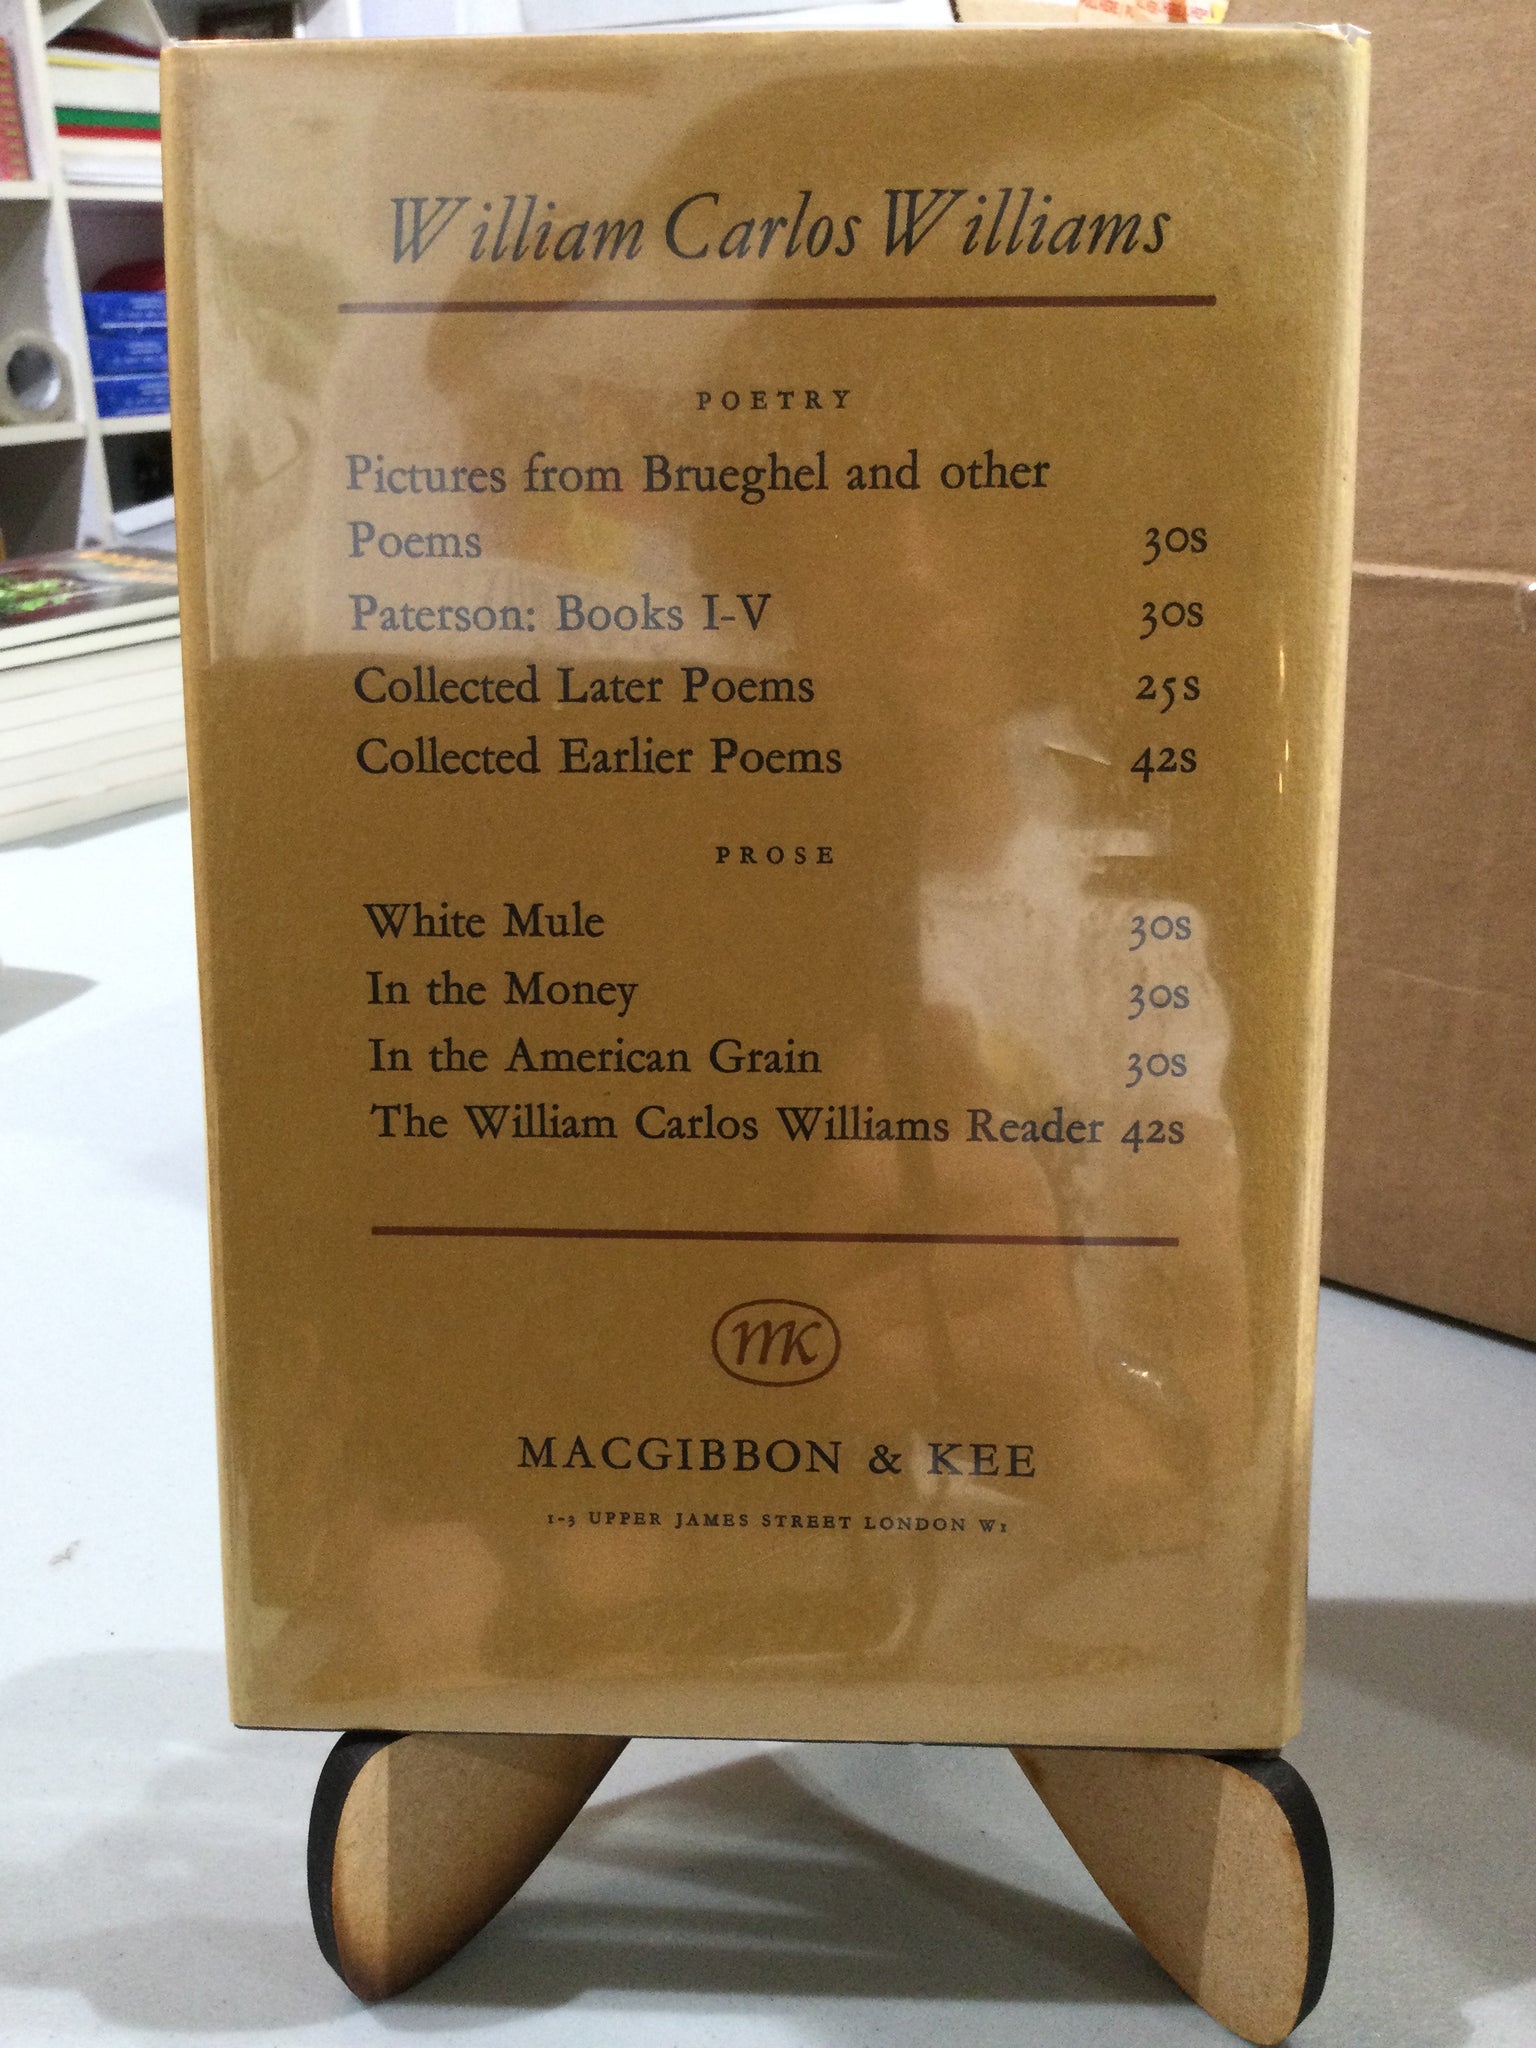 William Carlos Williams
POETRY
Pictures from Brueghel and other
Poems 30s
Paterson: Books I-V 30s
Collected Later Poems 25s
Collected Earlier Poems 42s
PROSE
White Mule 30s
In the Money 30s
In the American Grain 30s
The William Carlos Williams Reader 42s
MK
MACGIBBON & KEE
1-3 UPPER JAMES STREET LONDON W1